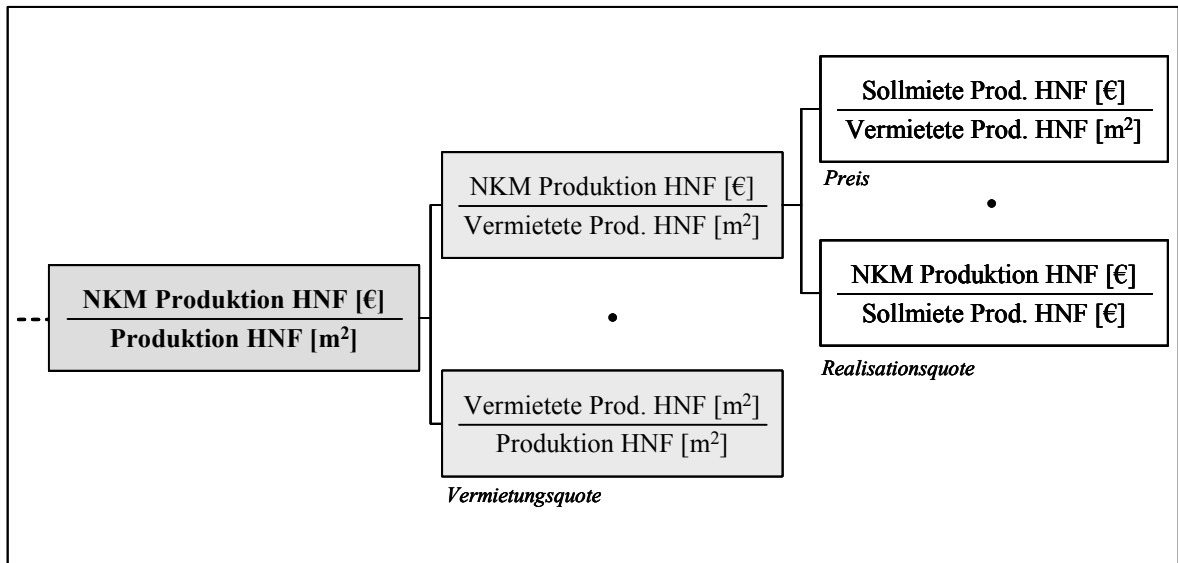 Sollmiete Prod. HNF [€]
Vermietete Prod. HNF [m²]
Preis
NKM Produktion HNF [€]
Vermietete Prod. HNF [m²]
NKM Produktion HNF [€]
Sollmiete Prod. HNF [€]
Realisationsquote
NKM Produktion HNF [€]
Produktion HNF [m²]
Vermietete Prod. HNF [m²]
Produktion HNF [m²]
Vermietungsquote